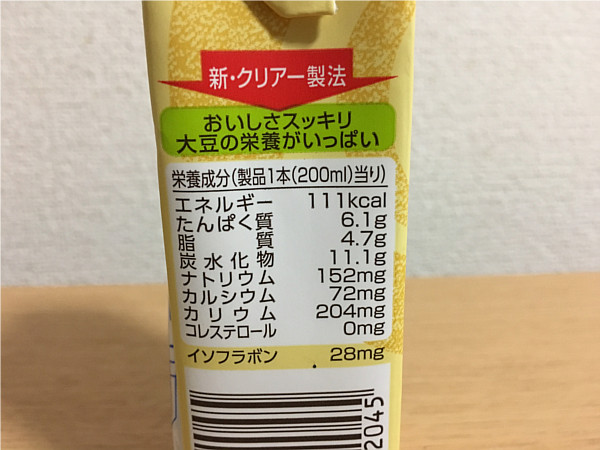 新・クリアー製法
おいしさスッキリ
大豆の栄養がいっぱい
栄養成分(製品1本(200ml)当り)
エネルギー 111kcal
たんぱく質 6.1g
脂質 4.7g
炭水化物 11.1g
ナトリウム 152mg
カルシウム 72mg
カリウム 204mg
コレステロール 0mg
イソフラボン 28mg
2045